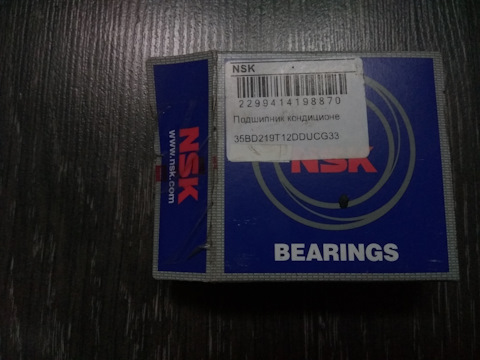 NSK
2299414198870
Подшипник кондиционе
35BD219T12DDUCG33
NSK
BEARINGS
NSK
www.nsk.com